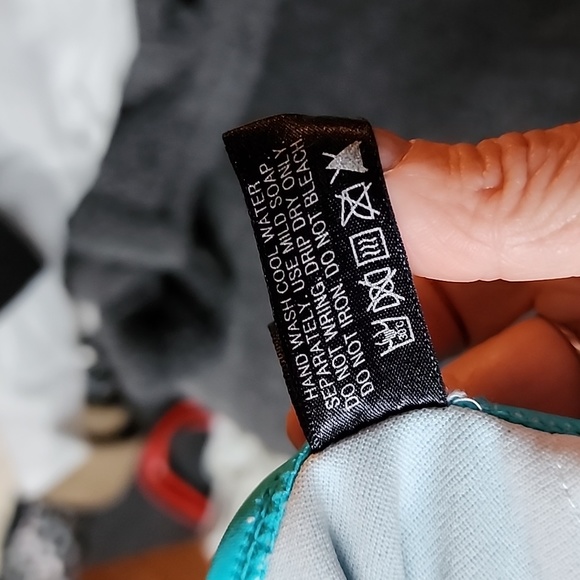 HAND WASH COOL WATER
SEPARATELY. USE MILD SOAP.
DO NOT WRING. DRIP DRY ONLY.
DO NOT IRON. DO NOT BLEACH.
30°C